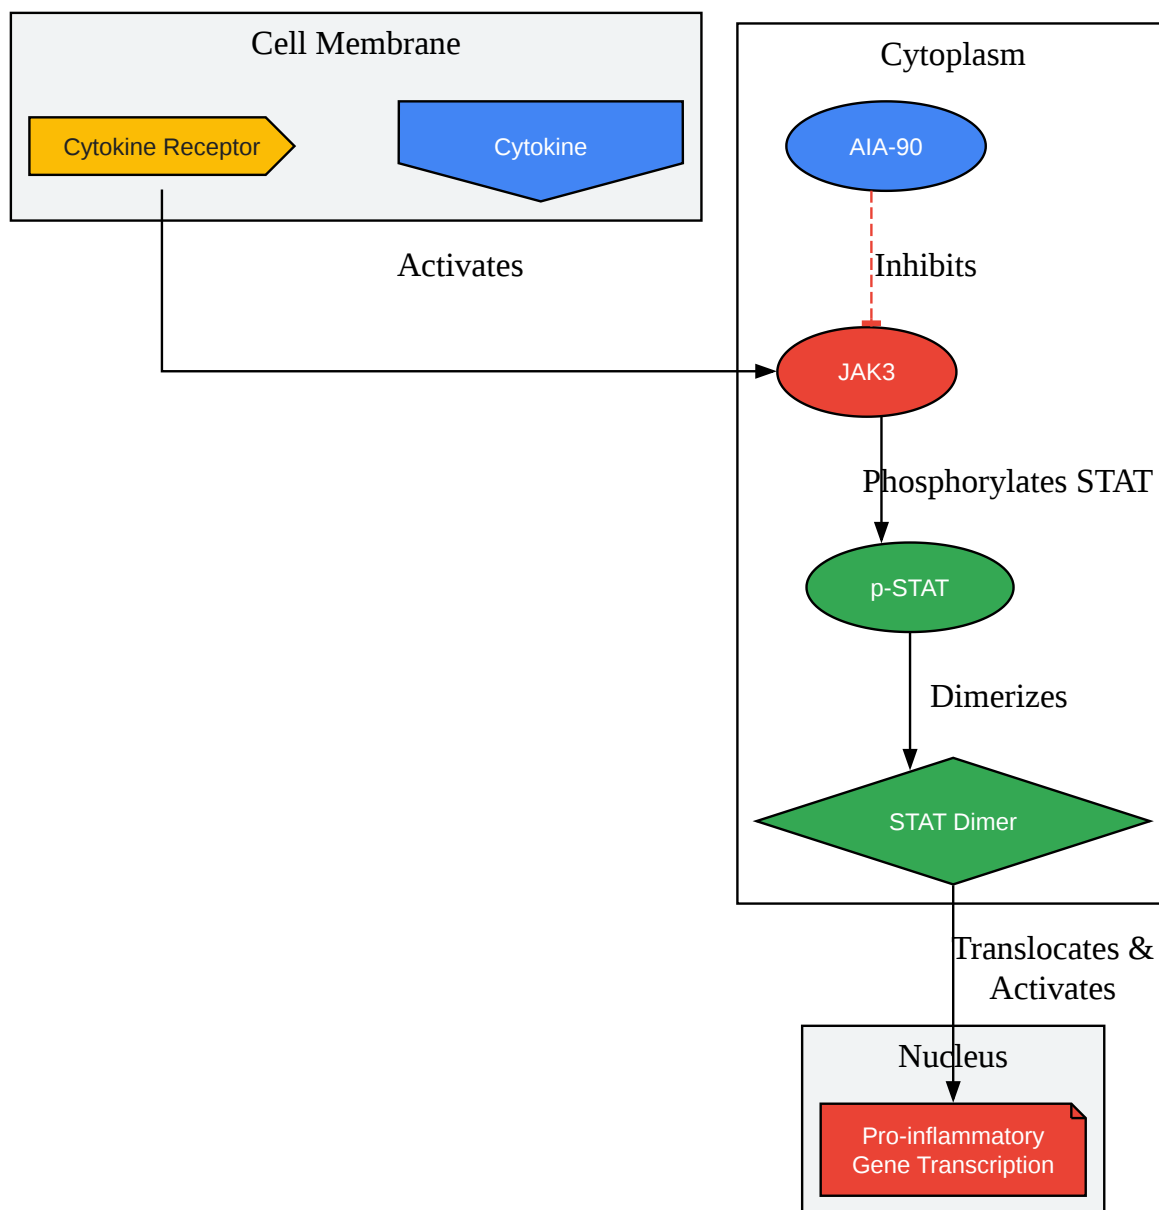 Cell Membrane
Cytokine Receptor
Cytokine
Cytoplasm
AIA-90
Activates
Inhibits
JAK3
Phosphorylates STAT
p-STAT
Dimerizes
STAT Dimer
Translocates &
Activates
Nucleus
Pro-inflammatory
Gene Transcription